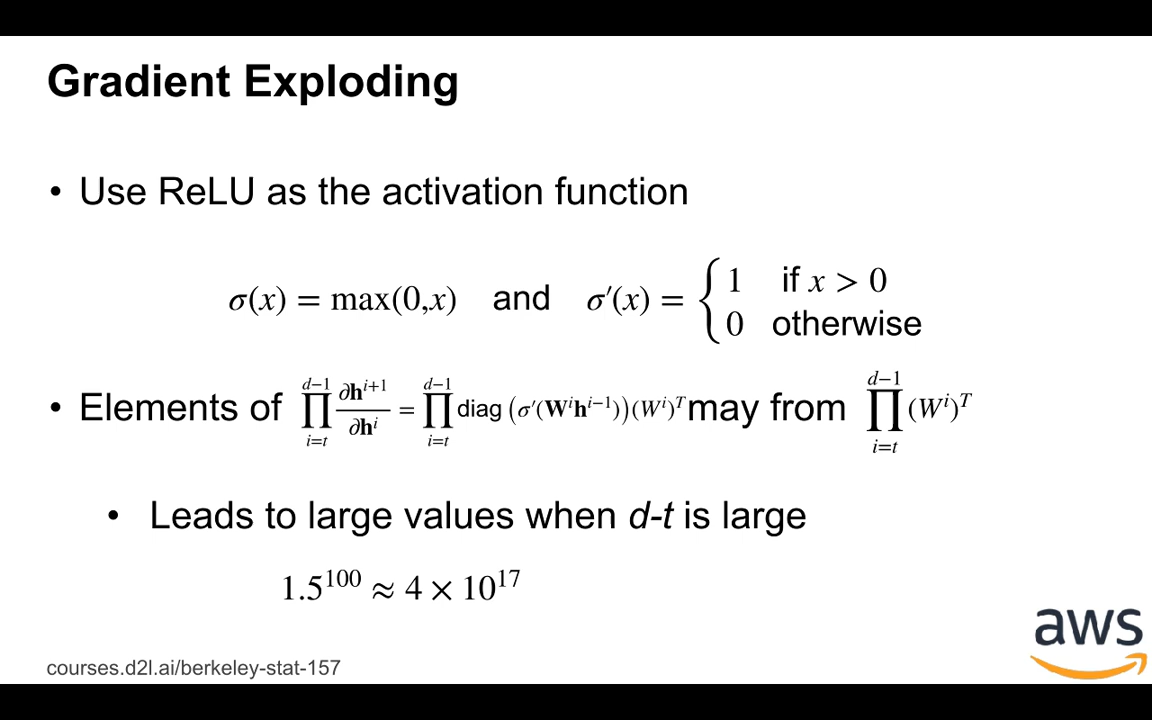 Gradient Exploding
• Use ReLU as the activation function
σ(x) = max(0,x) and σ′(x) = { 1 if x > 0
0 otherwise
• Elements of ∏_{i=t}^{d−1} ∂𝐡^{i+1}/∂𝐡^{i} = ∏_{i=t}^{d−1} diag (σ′(𝐖^{i}𝐡^{i−1})) (W^{i})^{T} may from ∏_{i=t}^{d−1} (W^{i})^{T}
• Leads to large values when d-t is large
1.5^{100} ≈ 4 × 10^{17}
aws
courses.d2l.ai/berkeley-stat-157